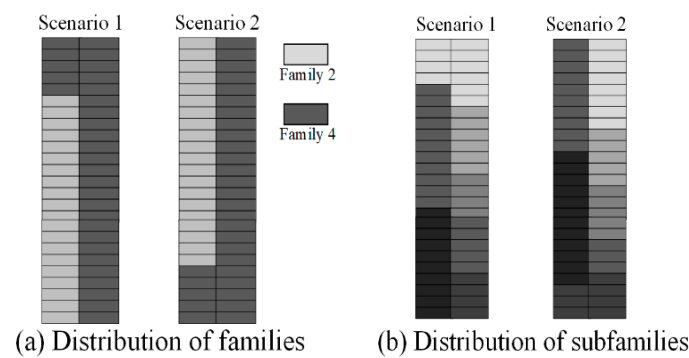 Scenario 1
Scenario 2
Family 2
Family 4
(a) Distribution of families
Scenario 1
Scenario 2
(b) Distribution of subfamilies